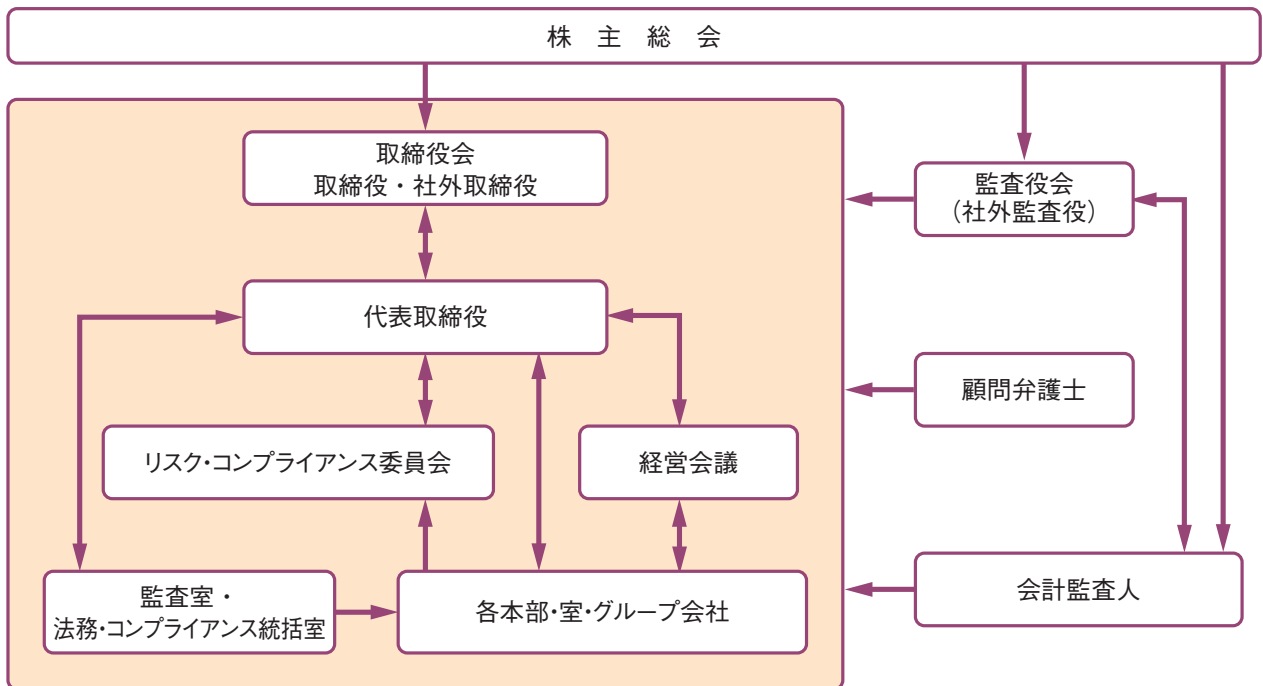 株 主 総 会
取締役会
取締役・社外取締役
監査役会
（社外監査役）
代表取締役
顧問弁護士
リスク・コンプライアンス委員会
経営会議
監査室・
法務・コンプライアンス統括室
各本部・室・グループ会社
会計監査人